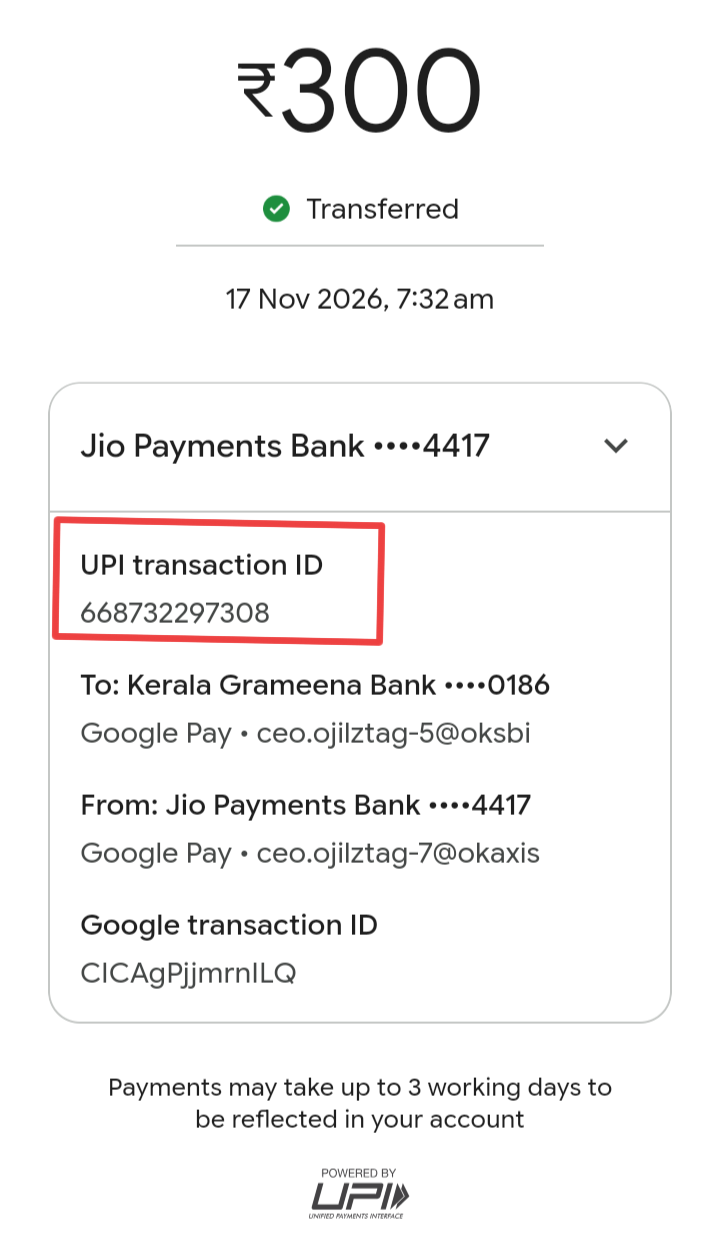 ₹300
Transferred
17 Nov 2026, 7:32 am
Jio Payments Bank ••••4417
UPI transaction ID
668732297308
To: Kerala Grameena Bank ••••0186
Google Pay • ceo.ojilztag-5@oksbi
From: Jio Payments Bank ••••4417
Google Pay • ceo.ojilztag-7@okaxis
Google transaction ID
CICAgPjjmrnILQ
Payments may take up to 3 working days to
be reflected in your account
POWERED BY
UPI
UNIFIED PAYMENTS INTERFACE